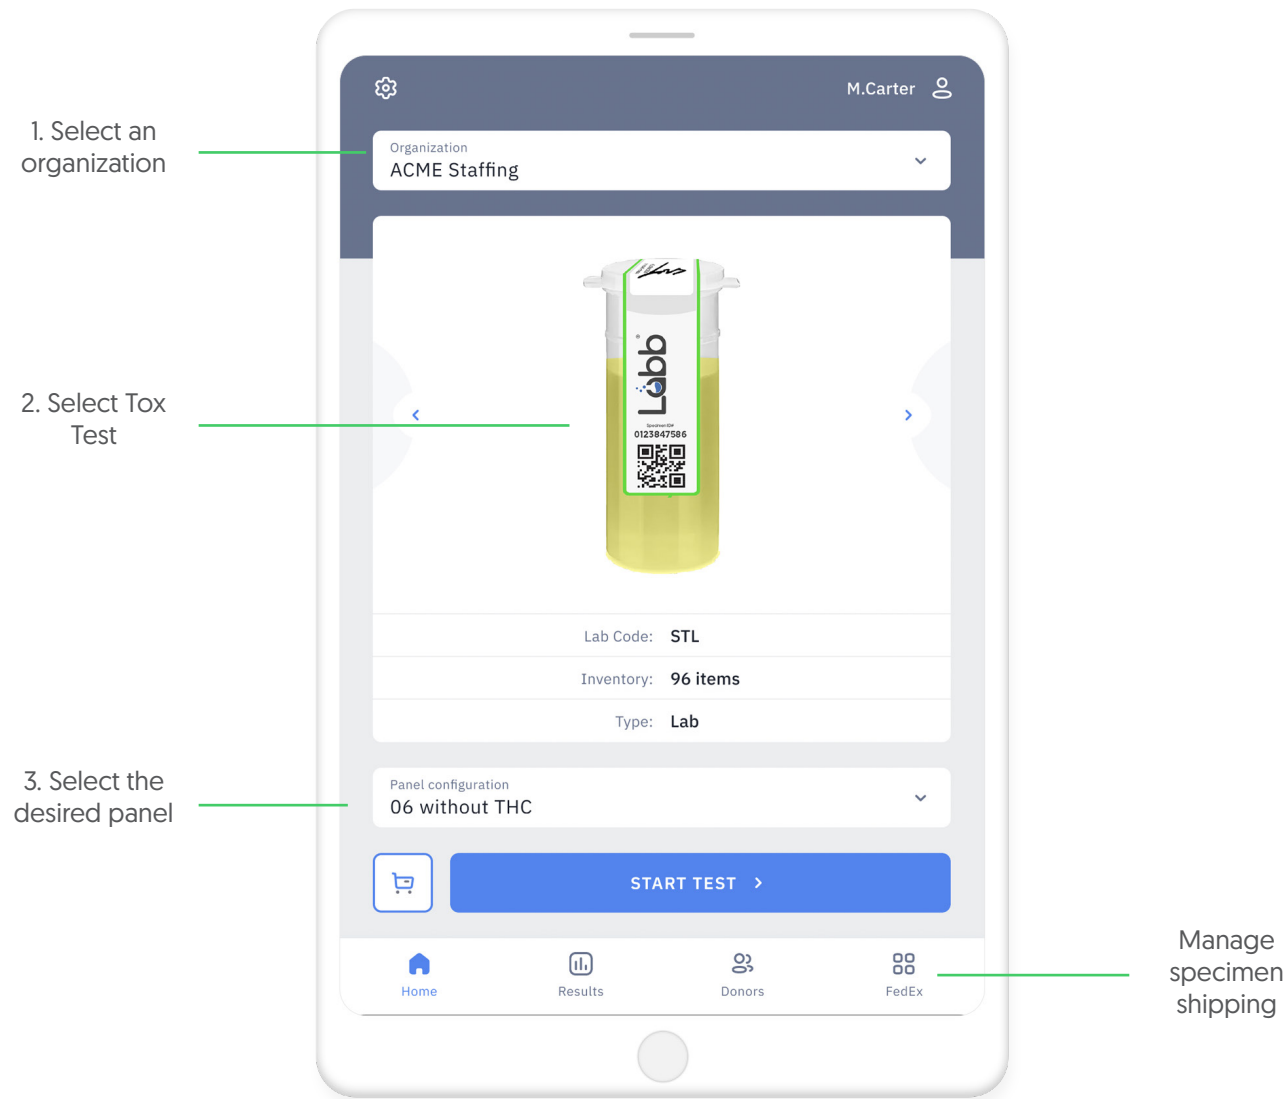 1. Select an
organization
M.Carter
Organization
ACME Staffing
2. Select Tox
Test
Labb
Specimen ID#
0123847586
Lab Code: STL
Inventory: 96 items
Type: Lab
3. Select the
desired panel
Panel configuration
06 without THC
START TEST
Home
Results
Donors
FedEx
Manage
specimen
shipping